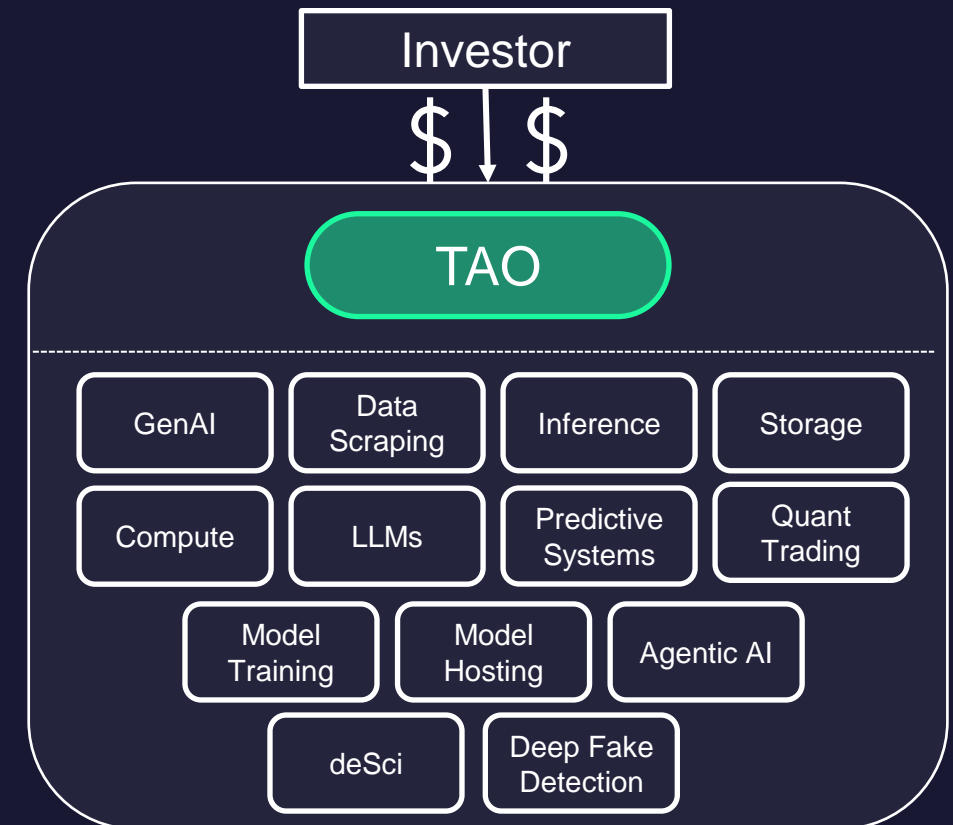 Investor
$ $
TAO
GenAI
Data
Scraping
Inference
Storage
Compute
LLMs
Predictive
Systems
Quant
Trading
Model
Training
Model
Hosting
Agentic AI
deSci
Deep Fake
Detection